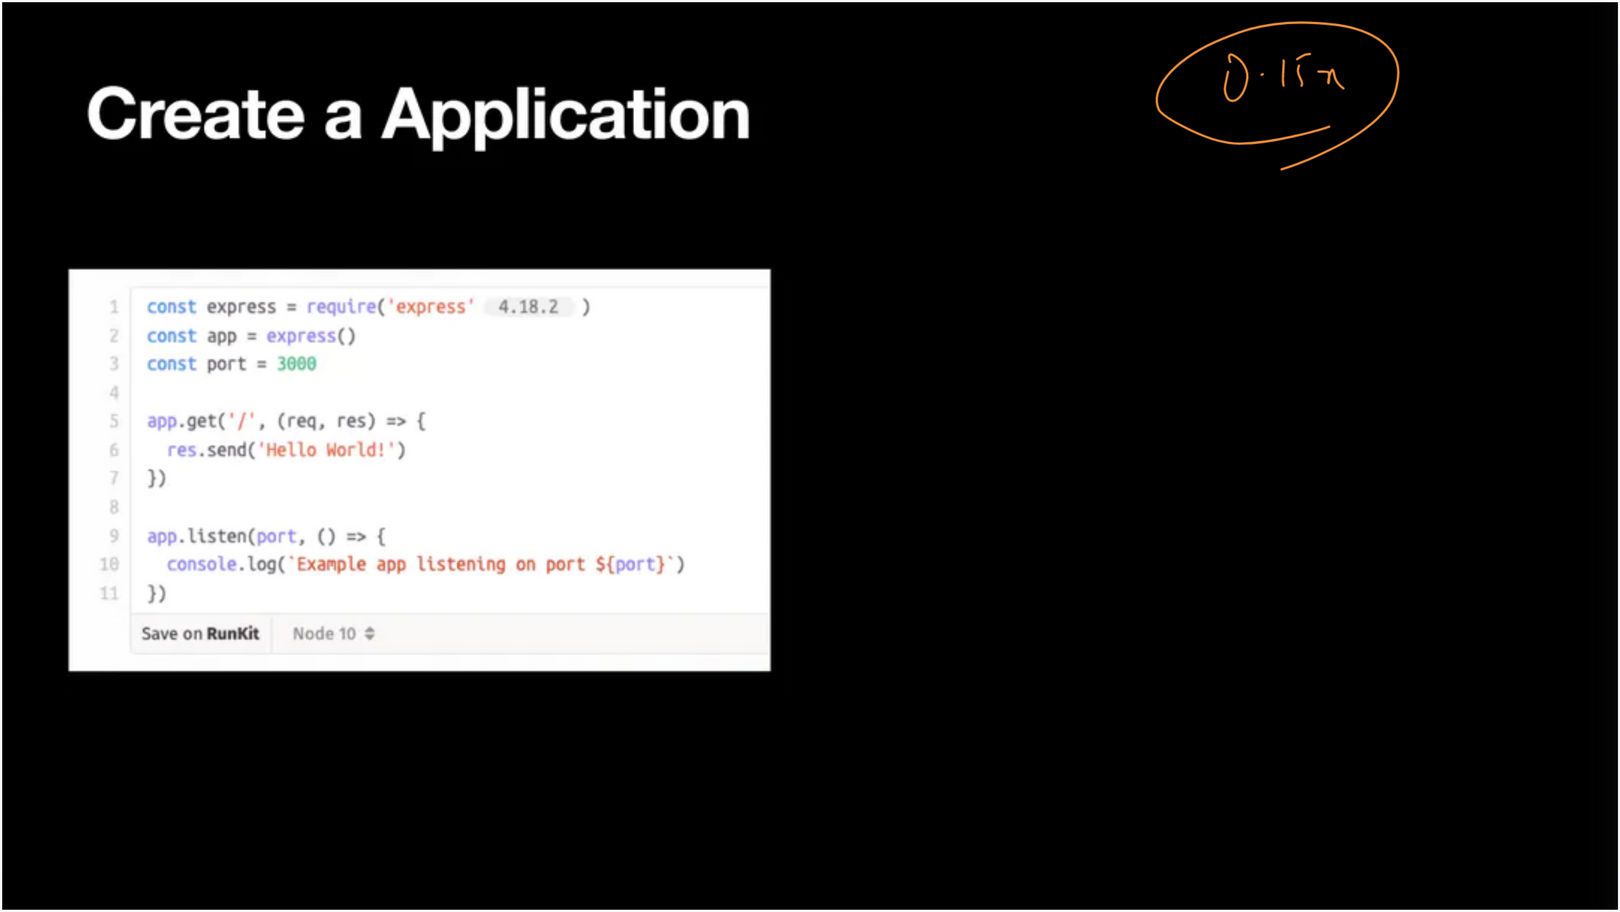 Create a Application
0.15x
1 const express = require('express' 4.18.2 )
2 const app = express()
3 const port = 3000
4
5 app.get('/', (req, res) => {
6   res.send('Hello World!')
7 })
8
9 app.listen(port, () => {
10   console.log(`Example app listening on port ${port}`)
11 })
Save on RunKit Node 10